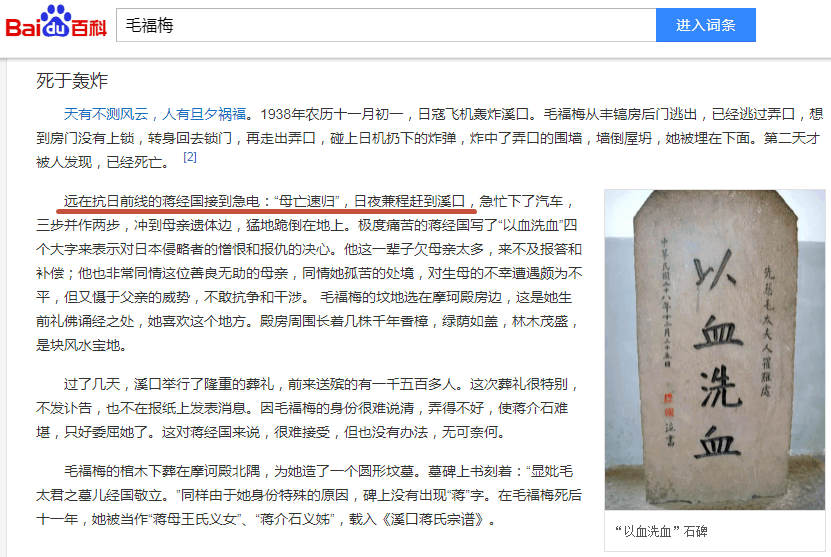 Bai du 百科
毛福梅
进入词条
死于轰炸
天有不测风云，人有旦夕祸福。1938年农历十一月初一，日寇飞机轰炸溪口。毛福梅从丰镐房后门逃出，已经逃过弄口，想
到房门没有上锁，转身回去锁门，再走出弄口，碰上日机扔下的炸弹，炸中了弄口的围墙，墙倒屋坍，她被埋在下面。第二天才
被人发现，已经死亡。 [2]
远在抗日前线的蒋经国接到急电：“母亡速归”，日夜兼程赶到溪口，急忙下了汽车，
三步并作两步，冲到母亲遗体边，猛地跪倒在地上。极度痛苦的蒋经国写了“以血洗血”四
个大字来表示对日本侵略者的憎恨和报仇的决心。他这一辈子欠母亲太多，来不及报答和
补偿；他也非常同情这位善良无助的母亲，同情她孤苦的处境，对生母的不幸遭遇颇为不
平，但又慑于父亲的威势，不敢抗争和干涉。 毛福梅的坟地选在摩珂殿房边，这是她生
前礼佛诵经之处，她喜欢这个地方。殿房周围长着几株千年香樟，绿荫如盖，林木茂盛，
是块风水宝地。
过了几天，溪口举行了隆重的葬礼，前来送殡的有一千五百多人。这次葬礼很特别，
不发讣告，也不在报纸上发表消息。因毛福梅的身份很难说清，弄得不好，使蒋介石难
堪，只好委屈她了。这对蒋经国来说，很难接受，但也没有办法，无可奈何。
毛福梅的棺木下葬在摩诃殿北隅，为她造了一个圆形坟墓。墓碑上书刻着：“显妣毛
太君之墓儿经国敬立。”同样由于她身份特殊的原因，碑上没有出现“蒋”字。在毛福梅死后
十一年，她被当作“蒋母王氏义女”、“蒋介石义姊”，载入《溪口蒋氏宗谱》。
先慈毛太夫人罹难處
以血洗血
中華民國二十八年十二月二十五日
泣書
“以血洗血”石碑